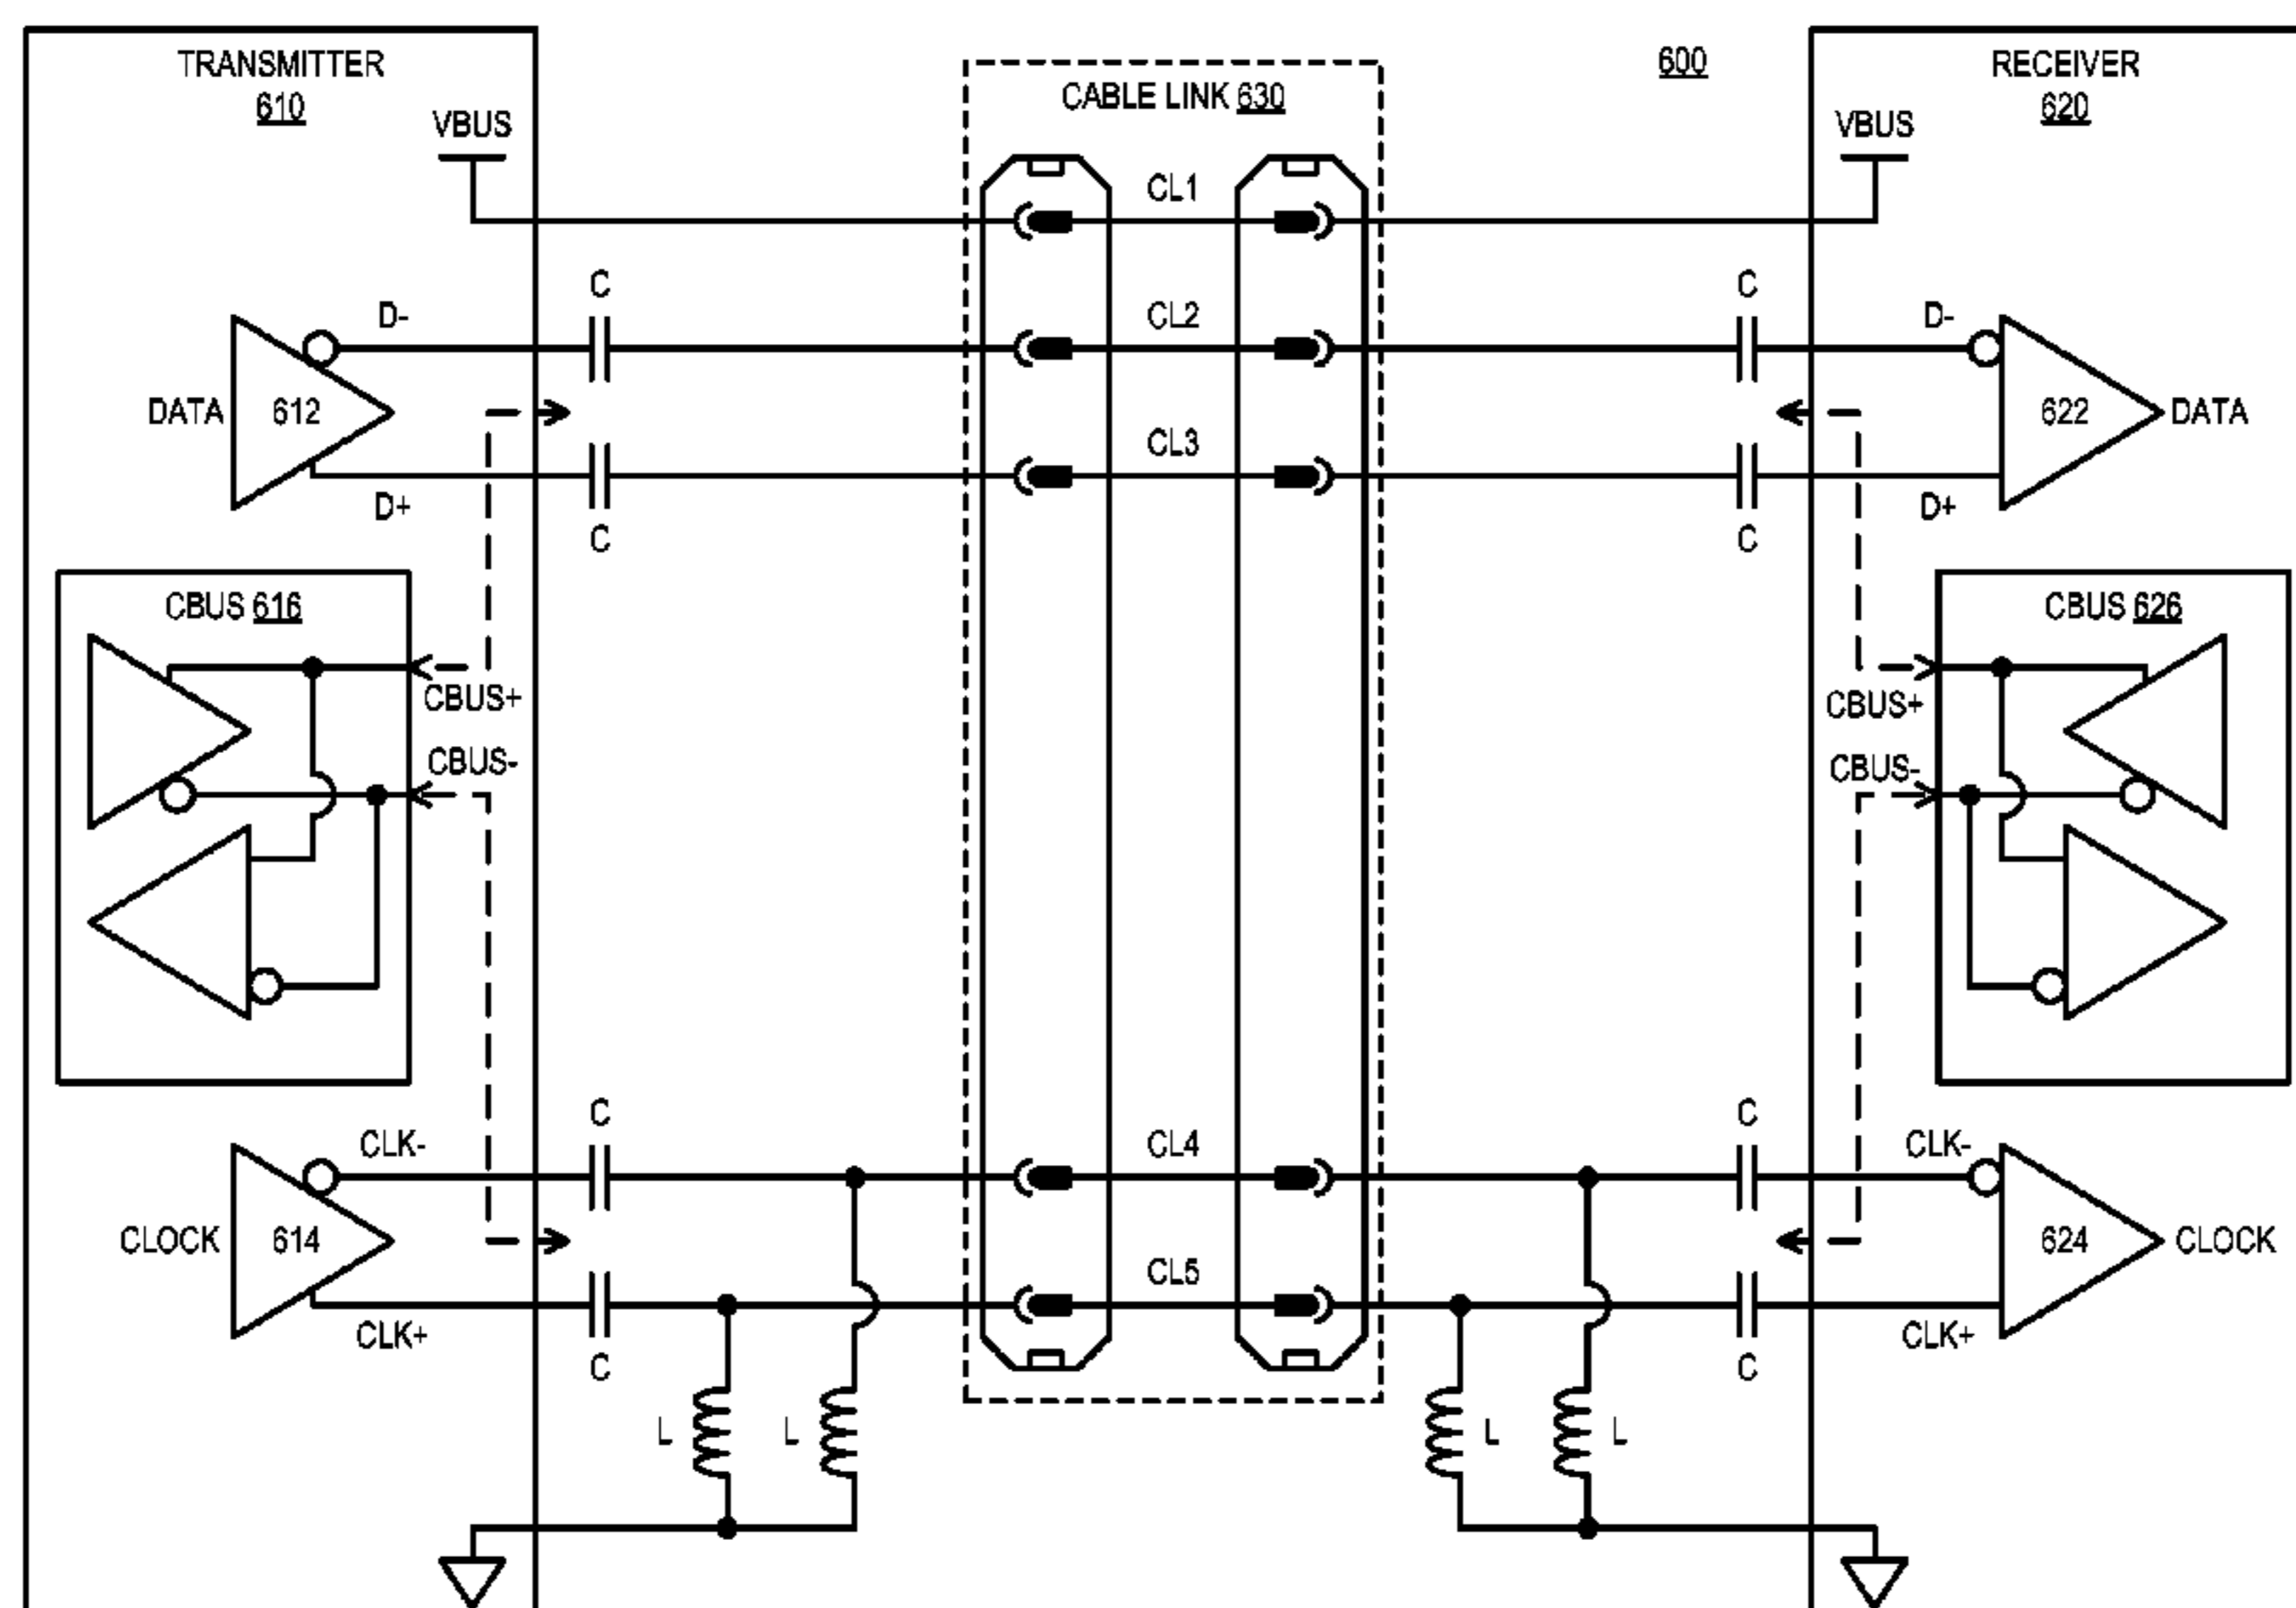 TRANSMITTER
610
VBUS
CABLE LINK 630
600
RECEIVER
620
VBUS
CL1
D-
C
CL2
C
D-
DATA
612
CL3
622
DATA
D+
C
C
D+
CBUS 616
CBUS+
CBUS-
CBUS 626
CBUS+
CBUS-
CLK-
C
CL4
C
CLK-
CLOCK
614
CL5
624
CLOCK
CLK+
C
C
CLK+
L
L
L
L